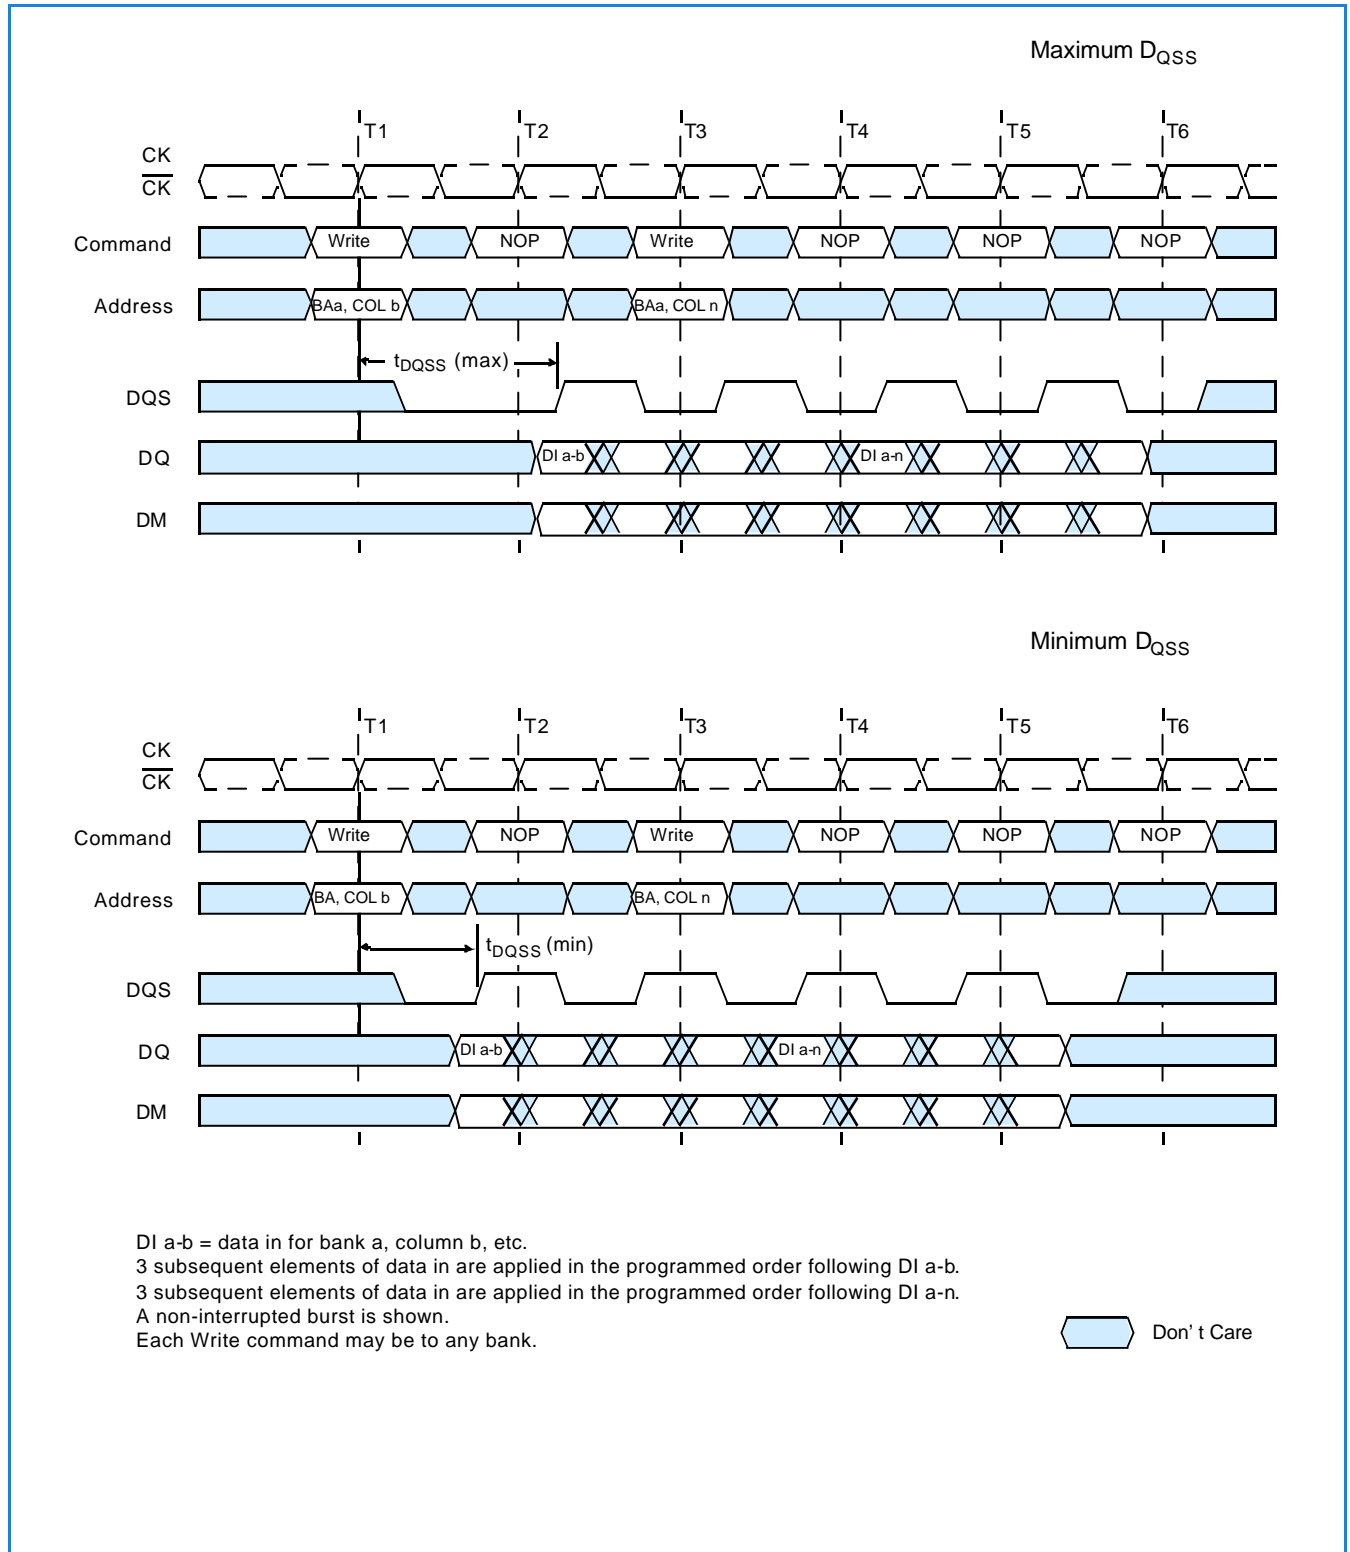 Maximum DQSS
T1 T2 T3 T4 T5 T6
CK
CK
Command Write NOP Write NOP NOP NOP
Address BAa, COL b BAa, COL n
tDQSS (max)
DQS
DQ DI a-b DI a-n
DM
Minimum DQSS
T1 T2 T3 T4 T5 T6
CK
CK
Command Write NOP Write NOP NOP NOP
Address BA, COL b BA, COL n
tDQSS (min)
DQS
DQ DI a-b DI a-n
DM
DI a-b = data in for bank a, column b, etc.
3 subsequent elements of data in are applied in the programmed order following DI a-b.
3 subsequent elements of data in are applied in the programmed order following DI a-n.
A non-interrupted burst is shown.
Each Write command may be to any bank.
Don' t Care